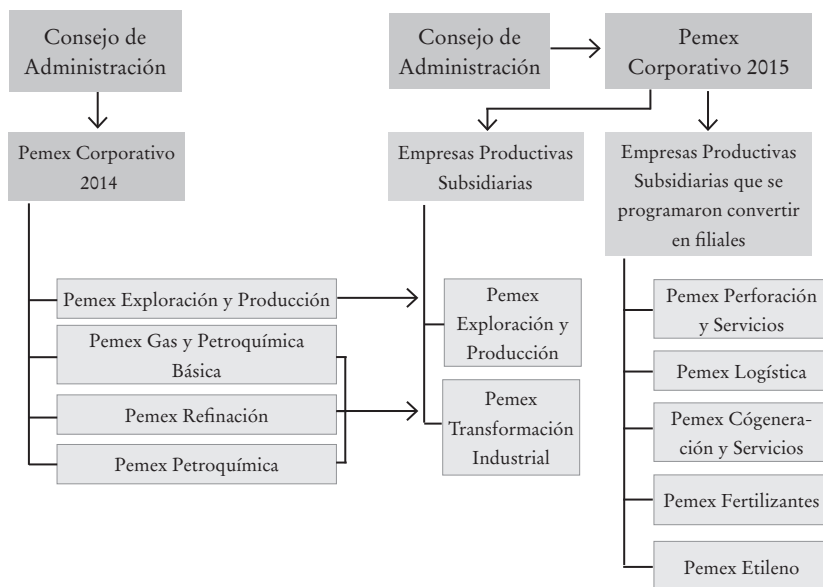 Consejo de
Administración
Pemex Corporativo
2014
Pemex Exploración y Producción
Pemex Gas y Petroquímica
Básica
Pemex Refinación
Pemex Petroquímica
Consejo de
Administración
Pemex
Corporativo 2015
Empresas Productivas
Subsidiarias
Pemex
Exploración y
Producción
Pemex
Transformación
Industrial
Empresas Productivas
Subsidiarias que se
programaron convertir
en filiales
Pemex Perforación
y Servicios
Pemex Logística
Pemex Cógenera-
ción y Servicios
Pemex Fertilizantes
Pemex Etileno